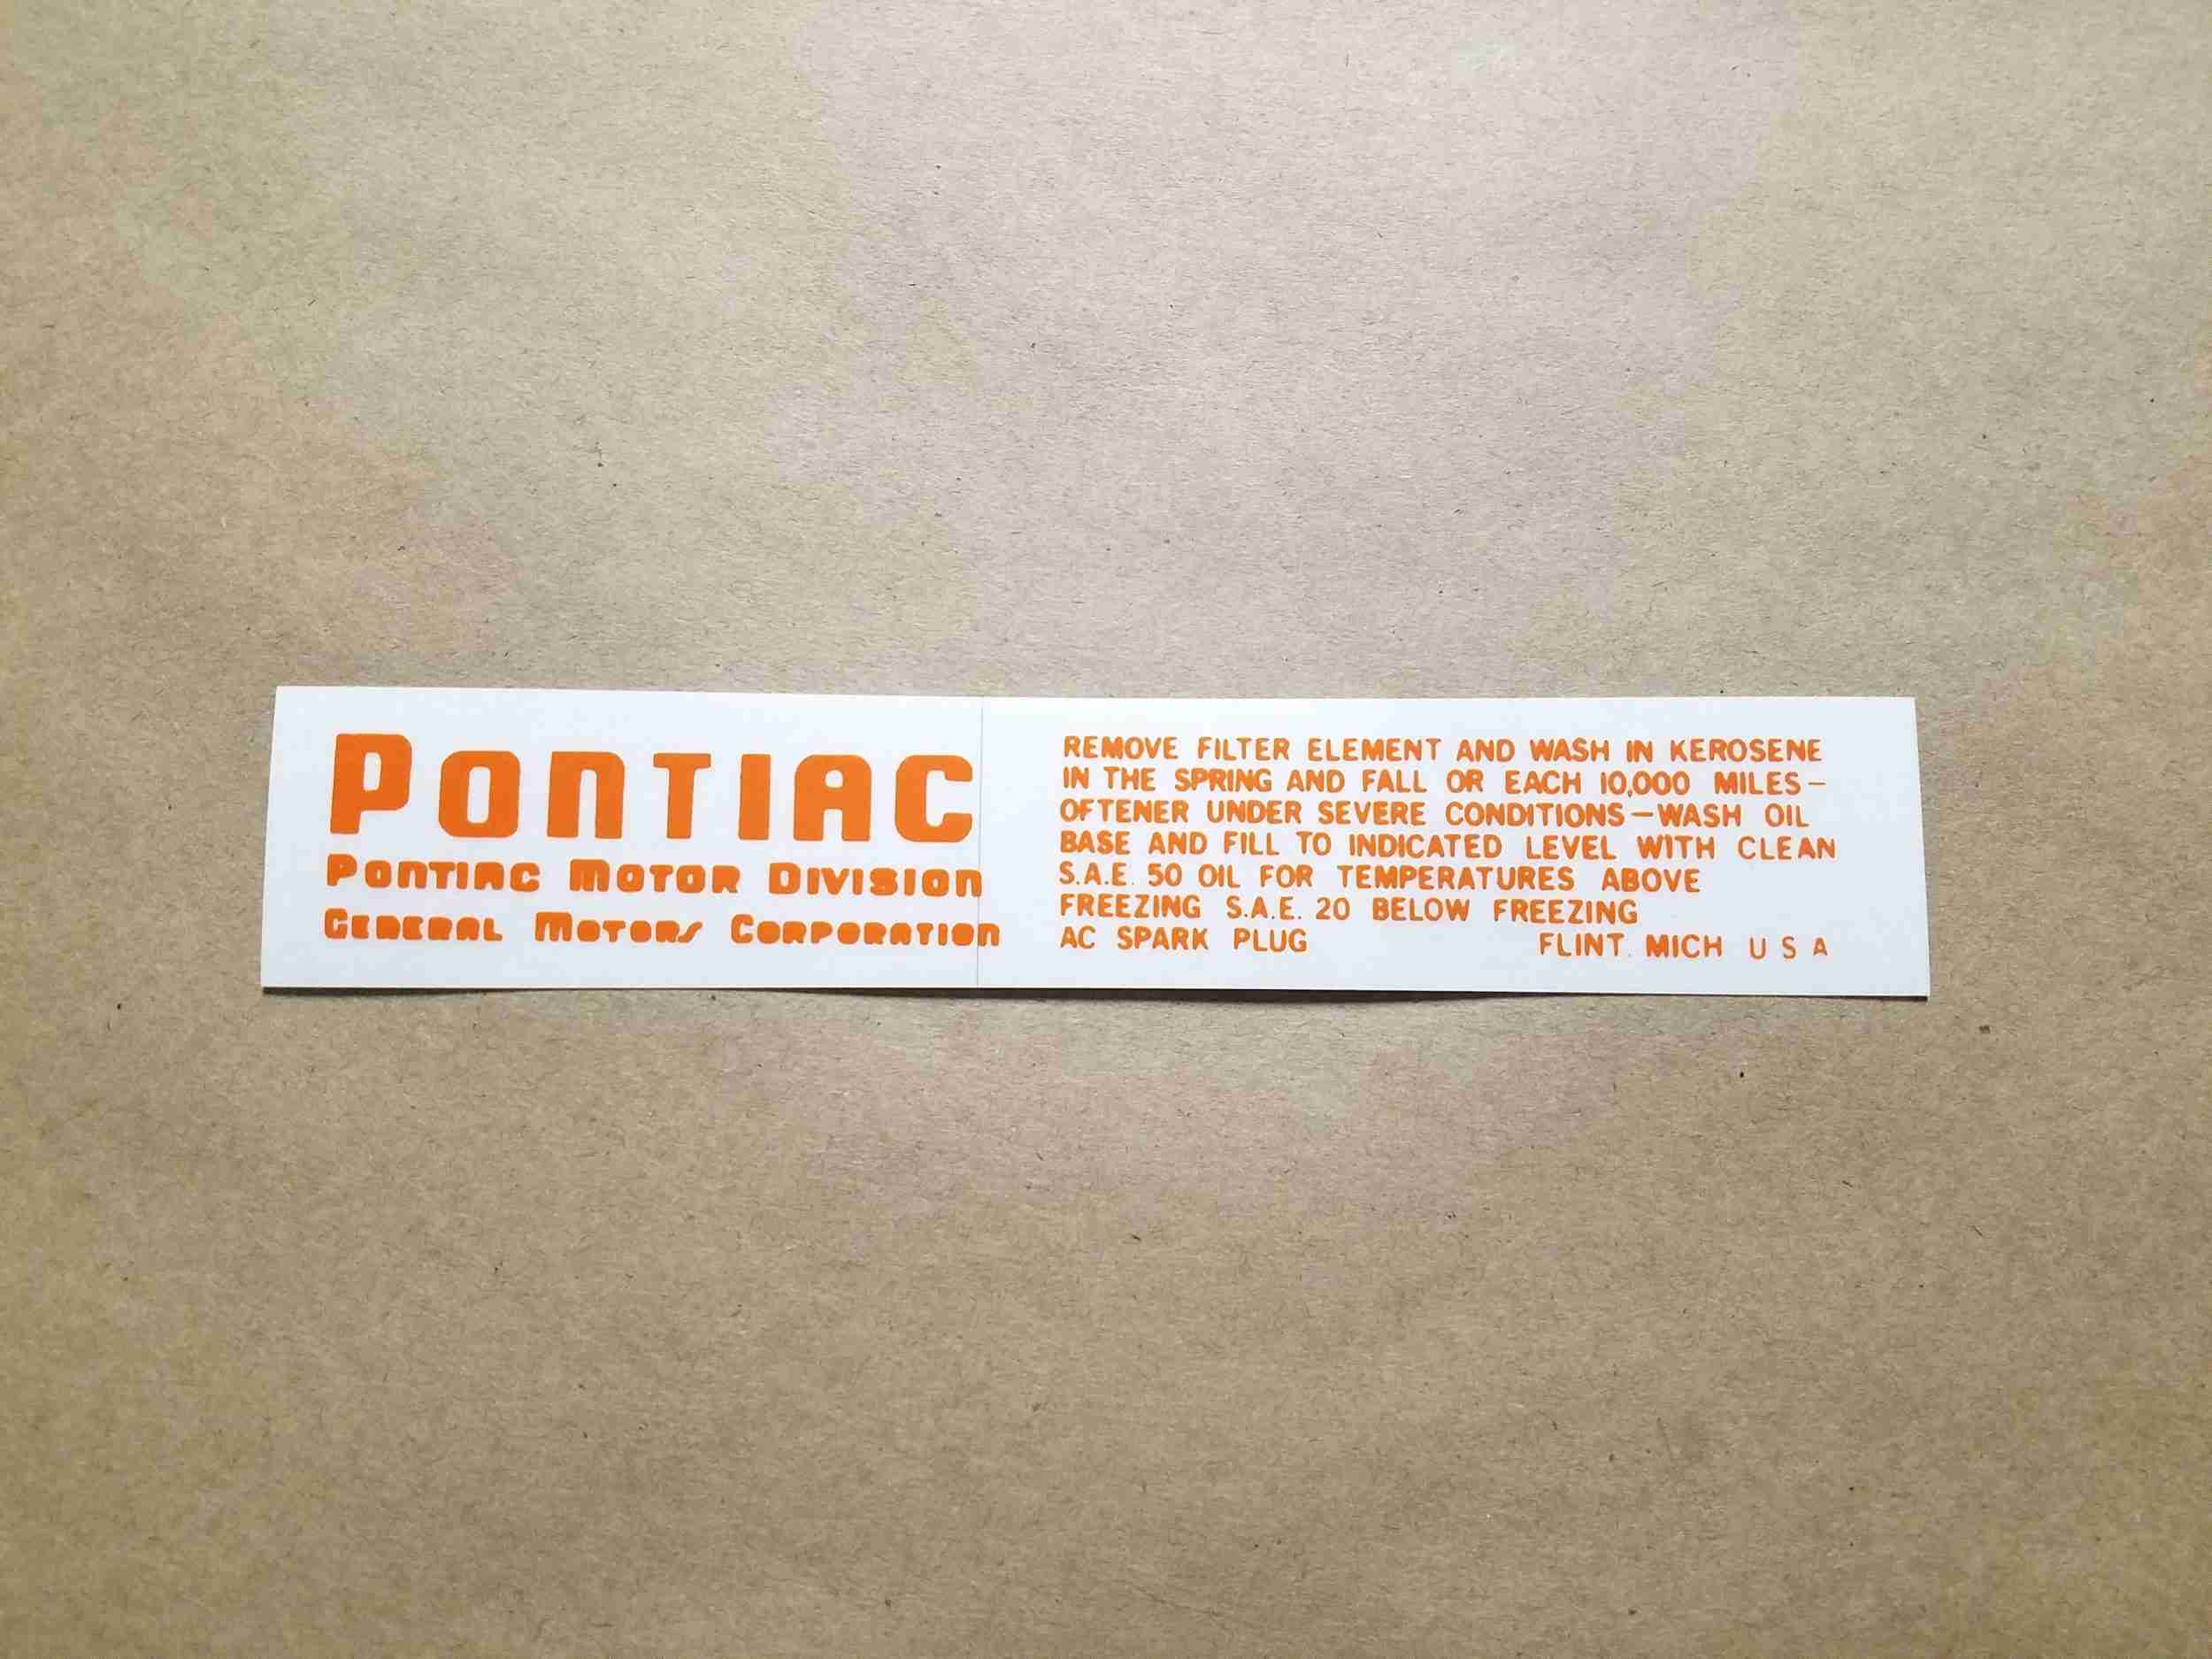 PONTIAC
PONTIAC MOTOR DIVISION
GENERAL MOTORS CORPORATION
REMOVE FILTER ELEMENT AND WASH IN KEROSENE
IN THE SPRING AND FALL OR EACH 10,000 MILES—
OFTENER UNDER SEVERE CONDITIONS—WASH OIL
BASE AND FILL TO INDICATED LEVEL WITH CLEAN
S.A.E. 50 OIL FOR TEMPERATURES ABOVE
FREEZING S.A.E. 20 BELOW FREEZING
AC SPARK PLUG FLINT. MICH U S A